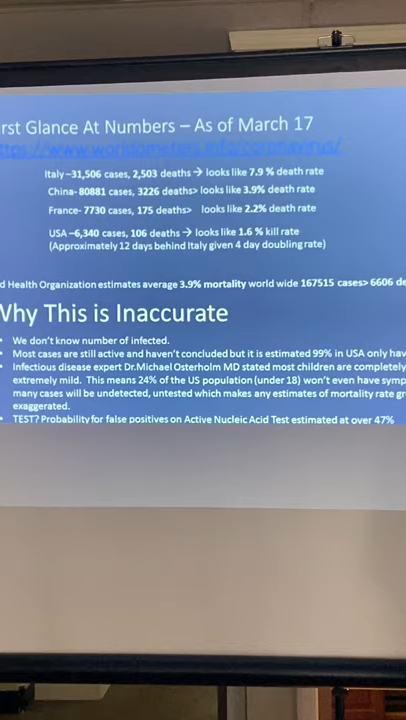 rst Glance At Numbers – As of March 17
ttps://www.worldometers.info/coronavirus/
Italy –31,506 cases, 2,503 deaths → looks like 7.9 % death rate
China- 80881 cases, 3226 deaths> looks like 3.9% death rate
France- 7730 cases, 175 deaths> looks like 2.2% death rate
USA –6,340 cases, 106 deaths → looks like 1.6 % kill rate
(Approximately 12 days behind Italy given 4 day doubling rate)
d Health Organization estimates average 3.9% mortality world wide 167515 cases> 6606 de
Why This is Inaccurate
• We don't know number of infected.
• Most cases are still active and haven't concluded but it is estimated 99% in USA only hav
• Infectious disease expert Dr.Michael Osterholm MD stated most children are completely
extremely mild. This means 24% of the US population (under 18) won't even have symp
many cases will be undetected, untested which makes any estimates of mortality rate gr
exaggerated.
• TEST? Probability for false positives on Active Nucleic Acid Test estimated at over 47%